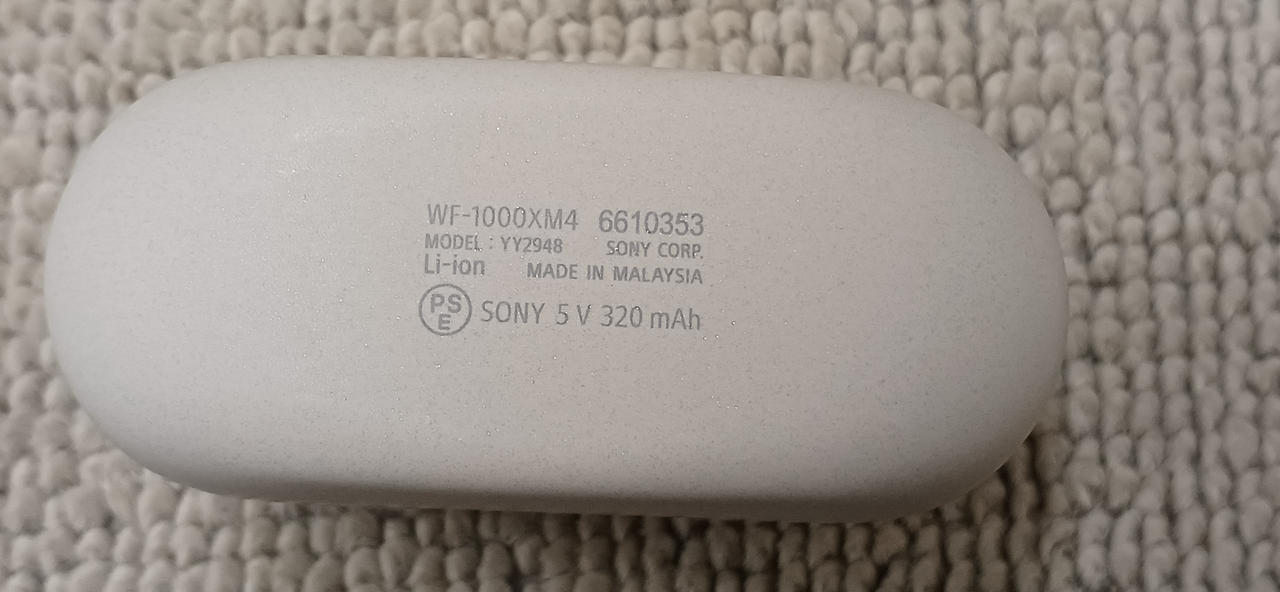 WF-1000XM4 6610353
MODEL : YY2948 SONY CORP.
Li-ion MADE IN MALAYSIA
PSE SONY 5 V 320 mAh